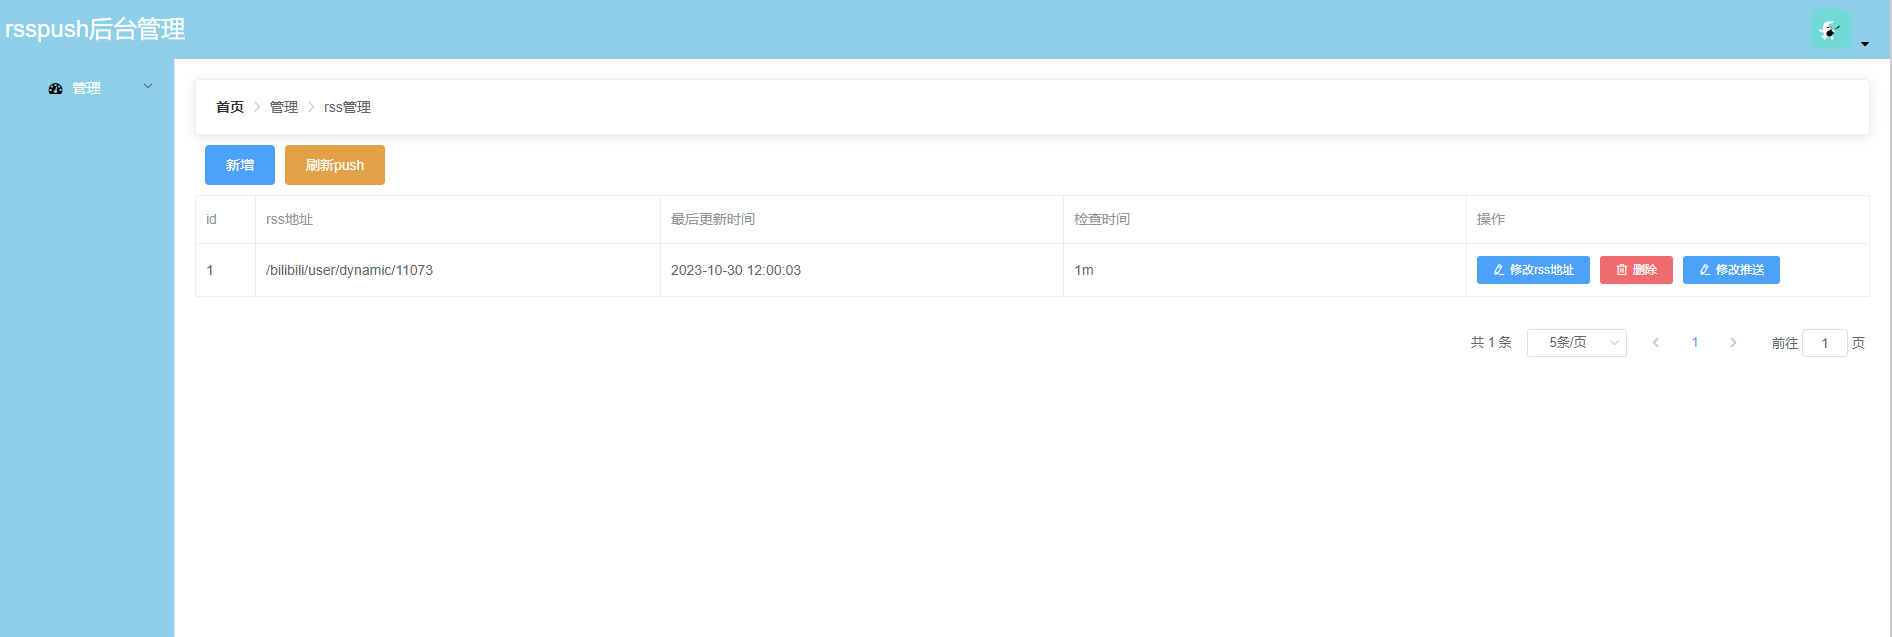 rsspush后台管理
管理
首页 管理 rss管理
新增 刷新push
id rss地址 最后更新时间 检查时间 操作
1 /bilibili/user/dynamic/11073 2023-10-30 12:00:03 1m 修改rss地址 删除 修改推送
共 1 条 5条/页 1 前往 1 页